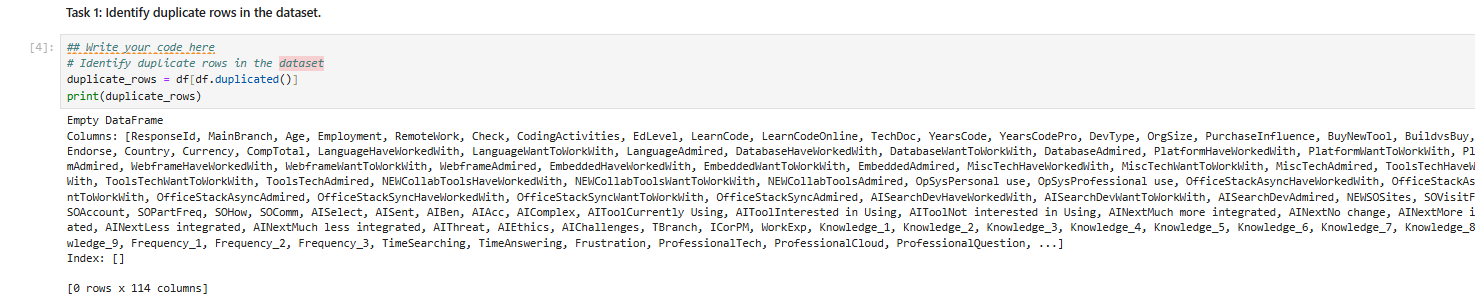 Task 1: Identify duplicate rows in the dataset.
[4]:
## Write your code here
# Identify duplicate rows in the dataset
duplicate_rows = df[df.duplicated()]
print(duplicate_rows)
Empty DataFrame
Columns: [ResponseId, MainBranch, Age, Employment, RemoteWork, Check, CodingActivities, EdLevel, LearnCode, LearnCodeOnline, TechDoc, YearsCode, YearsCodePro, DevType, OrgSize, PurchaseInfluence, BuyNewTool, BuildvsBuy,
Endorse, Country, Currency, CompTotal, LanguageHaveWorkedWith, LanguageWantToWorkWith, LanguageAdmired, DatabaseHaveWorkedWith, DatabaseWantToWorkWith, DatabaseAdmired, PlatformHaveWorkedWith, PlatformWantToWorkWith, Pl
mAdmired, WebframeHaveWorkedWith, WebframeWantToWorkWith, WebframeAdmired, EmbeddedHaveWorkedWith, EmbeddedWantToWorkWith, EmbeddedAdmired, MiscTechHaveWorkedWith, MiscTechWantToWorkWith, MiscTechAdmired, ToolsTechHaveW
With, ToolsTechWantToWorkWith, ToolsTechAdmired, NEWCollabToolsHaveWorkedWith, NEWCollabToolsWantToWorkWith, NEWCollabToolsAdmired, OpSysPersonal use, OpSysProfessional use, OfficeStackAsyncHaveWorkedWith, OfficeStackAs
ntToWorkWith, OfficeStackAsyncAdmired, OfficeStackSyncHaveWorkedWith, OfficeStackSyncWantToWorkWith, OfficeStackSyncAdmired, AISearchDevHaveWorkedWith, AISearchDevWantToWorkWith, AISearchDevAdmired, NEWSOSites, SOVisitF
SOAccount, SOPartFreq, SOHow, SOComm, AISelect, AISent, AIBen, AIAcc, AIComplex, AIToolCurrently Using, AIToolInterested in Using, AIToolNot interested in Using, AINextMuch more integrated, AINextNo change, AINextMore i
ated, AINextLess integrated, AINextMuch less integrated, AIThreat, AIEthics, AIChallenges, TBranch, ICorPM, WorkExp, Knowledge_1, Knowledge_2, Knowledge_3, Knowledge_4, Knowledge_5, Knowledge_6, Knowledge_7, Knowledge_8
wledge_9, Frequency_1, Frequency_2, Frequency_3, TimeSearching, TimeAnswering, Frustration, ProfessionalTech, ProfessionalCloud, ProfessionalQuestion, ...]
Index: []
[0 rows x 114 columns]